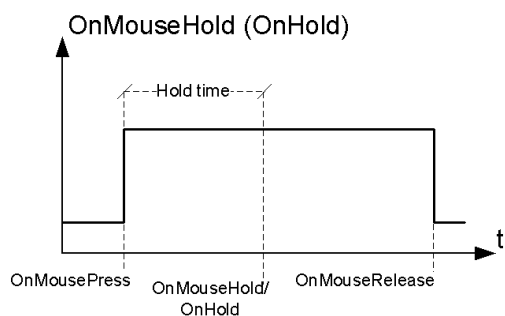 OnMouseHold (OnHold)
Hold time
t
OnMousePress
OnMouseHold/
OnHold
OnMouseRelease